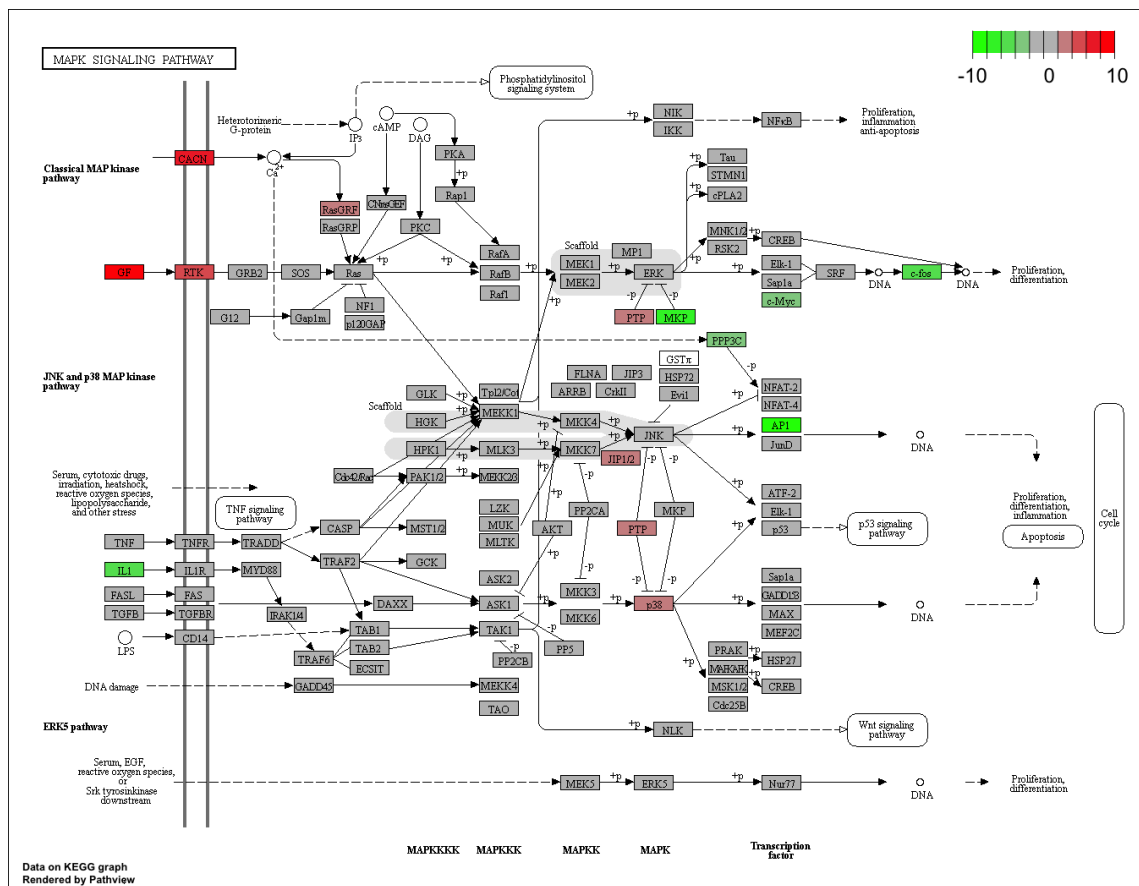 MAPK SIGNALING PATHWAY
-10
0
10
Phosphatidylinositol
signaling system
Heterotorimeric
G-protein
IP3
cAMP
DAG
+p
NIK
IKK
+p
NFκB
Proliferation,
inflammation
anti-apoptosis
CACN
Ca2+
Classical MAP kinase
pathway
PKA
+p
Rap1
Tau
STMN1
cPLA2
+p
+p
RasGRF
RasGRP
CNrasGEF
PKC
MNK1/2
RSK2
+p
CREB
+p
GF
RTK
GRB2
SOS
Ras
+p
+p
RafA
RafB
Raf1
+p
Scaffold
MEK1
MEK2
MP1
+p
ERK
+p
Elk-1
Sap1a
c-Myc
SRF
DNA
c-fos
DNA
Proliferation,
differentiation
G12
Gap1m
NF1
p120GAP
+p
-p
-p
PTP
MKP
PPP3C
-p
JNK and p38 MAP kinase
pathway
GSTπ
HSP72
Evi1
FLNA
JIP3
ARRB
CrkII
NFAT-2
NFAT-4
+p
GLK
Tpl2/Cot
Scaffold
HGK
+p
+p
MEKK1
+p
MKK4
+p
JNK
+p
AP1
JunD
DNA
HPK1
+p
MLK3
+p
MKK7
+p
JIP1/2
Cdc42/Rac
PAK1/2
+p
MEKK2/3
-p
-p
-p
Serum, cytotoxic drugs,
irradiation, heatshock,
reactive oxygen species,
lipopolysaccharide,
and other stress
TNF signaling
pathway
LZK
MUK
MLTK
PP2CA
AKT
PTP
MKP
+p
ATF-2
Elk-1
p53
p53 signaling
pathway
Proliferation,
differentiation,
inflammation
Apoptosis
Cell
cycle
CASP
MST1/2
TNF
TNFR
TRADD
TRAF2
GCK
+p
-p
-p
-p
IL1
IL1R
MYD88
ASK2
MKK3
MKK6
Sap1a
GADD153
MAX
MEF2C
FASL
FAS
DAXX
ASK1
+p
+p
p38
+p
DNA
TGFB
TGFBR
IRAK1/4
LPS
CD14
TAB1
TAB2
ECSIT
TRAF6
TAK1
-p
PP2CB
-p
PP5
PRAK
MAPKAPK
MSK1/2
Cdc25B
+p
+p
+p
HSP27
CREB
DNA damage
GADD45
MEKK4
TAO
ERK5 pathway
+p
NLK
Wnt signaling
pathway
Serum, EGF,
reactive oxygen species,
or
Srk tyrosinkinase
downstream
+p
MEK5
+p
ERK5
+p
Nur77
DNA
Proliferation,
differentiation
MAPKKKK
MAPKKK
MAPKK
MAPK
Transcription
factor
Data on KEGG graph
Rendered by Pathview